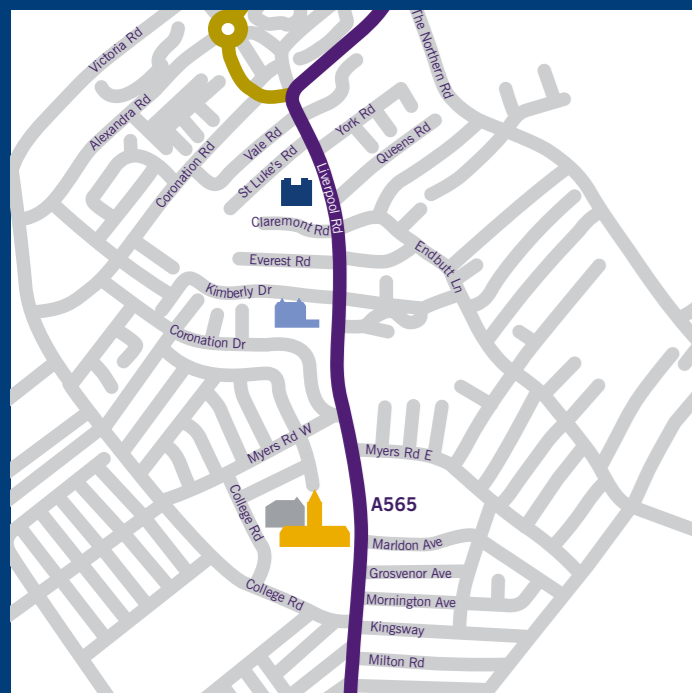 The Northern Rd
Victoria Rd
Alexandra Rd
York Rd
Vale Rd
Queens Rd
Coronation Rd
St Luke's Rd
Liverpool Rd
Claremont Rd
Everest Rd
Endbutt Ln
Kimberly Dr
Coronation Dr
Myers Rd W
Myers Rd E
College Rd
A565
Marldon Ave
Grosvenor Ave
College Rd
Mornington Ave
Kingsway
Milton Rd